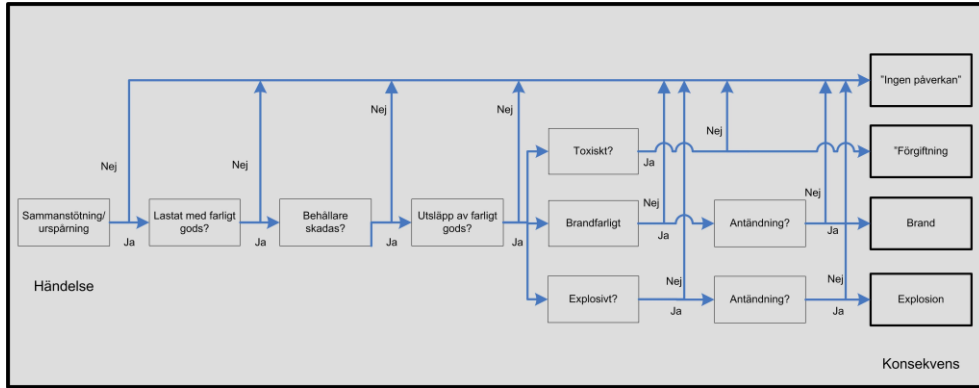 "Ingen påverkan"
Nej
Nej
Nej
Nej
Nej
Nej
Toxiskt?
Ja
"Förgiftning
Sammanstötning/
urspårning
Ja
Lastat med farligt
gods?
Ja
Behållare
skadas?
Ja
Utsläpp av farligt
gods?
Ja
Brandfarligt
Nej
Ja
Antändning?
Nej
Ja
Brand
Händelse
Explosivt?
Nej
Ja
Antändning?
Nej
Ja
Explosion
Konsekvens